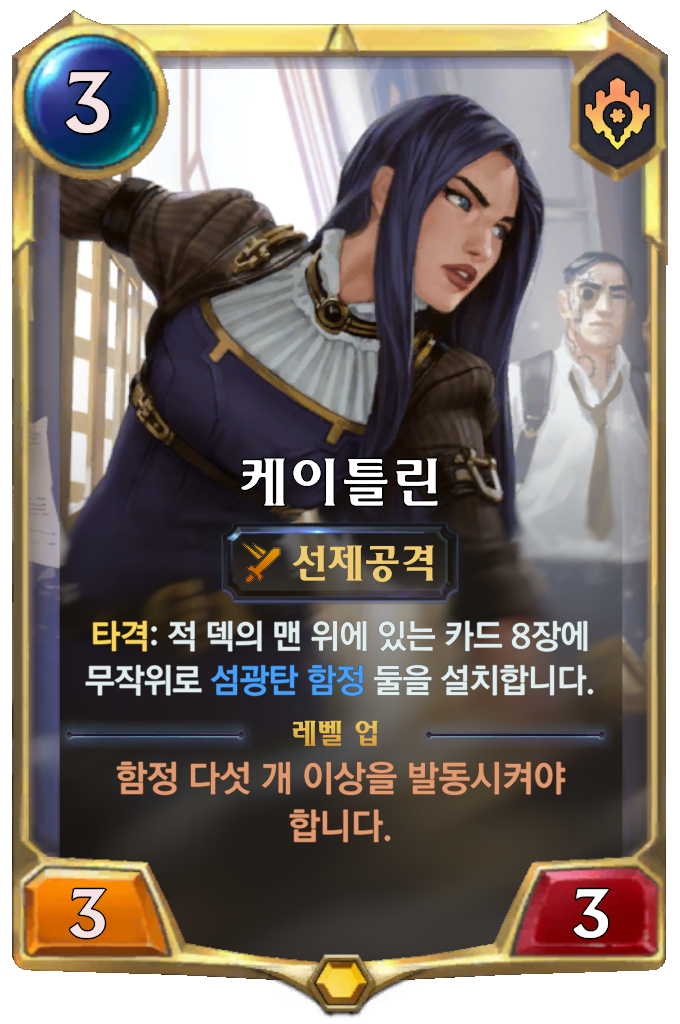 3
케이틀린
선제공격
타격: 적 덱의 맨 위에 있는 카드 8장에
무작위로 섬광탄 함정 둘을 설치합니다.
레벨 업
함정 다섯 개 이상을 발동시켜야
합니다.
3
3